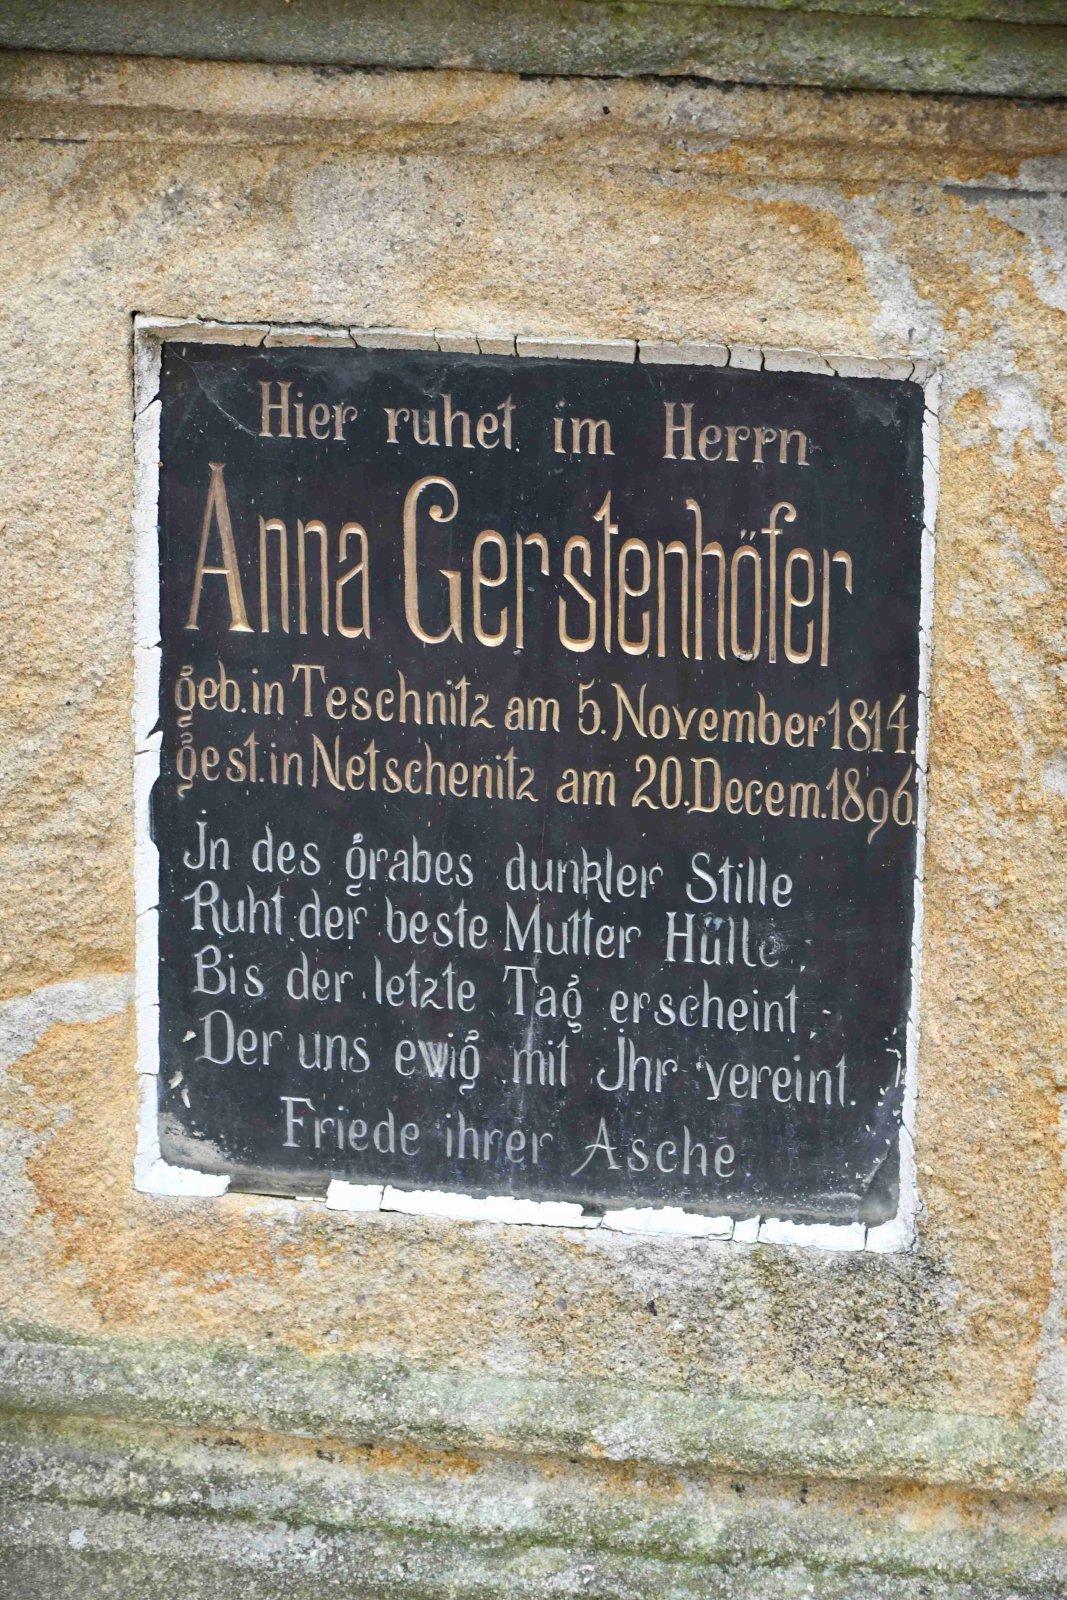 Hier ruhet im Herrn
Anna Gerstenhöfer
geb. in Teschnitz am 5. November 1814.
gest. in Netschenitz am 20. Decem. 1896.
Jn des grabes dunkler Stille
Ruht der beste Mutter Hülle,
Bis der letzte Tag erscheint,
Der uns ewig mit Jhr vereint.
Friede ihrer Asche